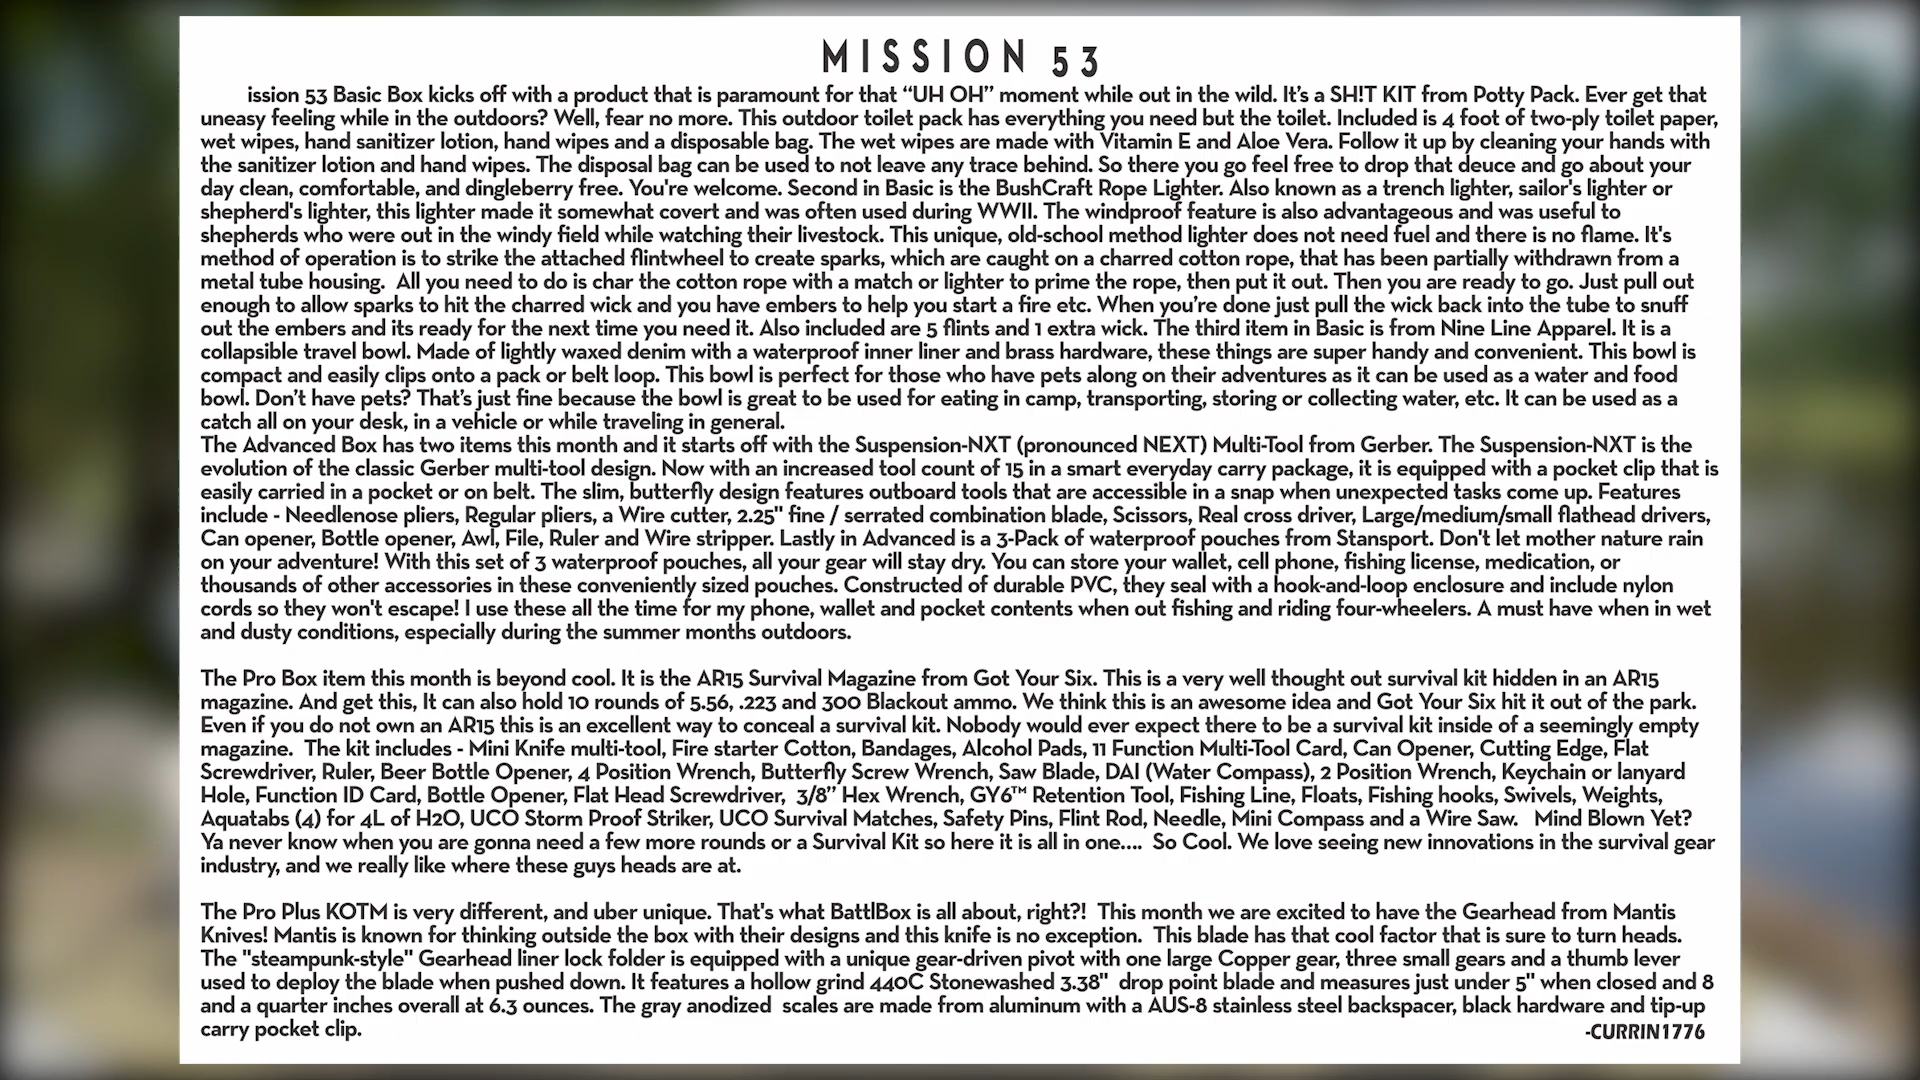 MISSION 53
ission 53 Basic Box kicks off with a product that is paramount for that “UH OH” moment while out in the wild. It’s a SH!T KIT from Potty Pack. Ever get that
uneasy feeling while in the outdoors? Well, fear no more. This outdoor toilet pack has everything you need but the toilet. Included is 4 foot of two-ply toilet paper,
wet wipes, hand sanitizer lotion, hand wipes and a disposable bag. The wet wipes are made with Vitamin E and Aloe Vera. Follow it up by cleaning your hands with
the sanitizer lotion and hand wipes. The disposal bag can be used to not leave any trace behind. So there you go feel free to drop that deuce and go about your
day clean, comfortable, and dingleberry free. You're welcome. Second in Basic is the BushCraft Rope Lighter. Also known as a trench lighter, sailor's lighter or
shepherd's lighter, this lighter made it somewhat covert and was often used during WWII. The windproof feature is also advantageous and was useful to
shepherds who were out in the windy field while watching their livestock. This unique, old-school method lighter does not need fuel and there is no flame. It's
method of operation is to strike the attached flintwheel to create sparks, which are caught on a charred cotton rope, that has been partially withdrawn from a
metal tube housing.  All you need to do is char the cotton rope with a match or lighter to prime the rope, then put it out. Then you are ready to go. Just pull out
enough to allow sparks to hit the charred wick and you have embers to help you start a fire etc. When you’re done just pull the wick back into the tube to snuff
out the embers and its ready for the next time you need it. Also included are 5 flints and 1 extra wick. The third item in Basic is from Nine Line Apparel. It is a
collapsible travel bowl. Made of lightly waxed denim with a waterproof inner liner and brass hardware, these things are super handy and convenient. This bowl is
compact and easily clips onto a pack or belt loop. This bowl is perfect for those who have pets along on their adventures as it can be used as a water and food
bowl. Don’t have pets? That’s just fine because the bowl is great to be used for eating in camp, transporting, storing or collecting water, etc. It can be used as a
catch all on your desk, in a vehicle or while traveling in general.
The Advanced Box has two items this month and it starts off with the Suspension-NXT (pronounced NEXT) Multi-Tool from Gerber. The Suspension-NXT is the
evolution of the classic Gerber multi-tool design. Now with an increased tool count of 15 in a smart everyday carry package, it is equipped with a pocket clip that is
easily carried in a pocket or on belt. The slim, butterfly design features outboard tools that are accessible in a snap when unexpected tasks come up. Features
include - Needlenose pliers, Regular pliers, a Wire cutter, 2.25" fine / serrated combination blade, Scissors, Real cross driver, Large/medium/small flathead drivers,
Can opener, Bottle opener, Awl, File, Ruler and Wire stripper. Lastly in Advanced is a 3-Pack of waterproof pouches from Stansport. Don't let mother nature rain
on your adventure! With this set of 3 waterproof pouches, all your gear will stay dry. You can store your wallet, cell phone, fishing license, medication, or
thousands of other accessories in these conveniently sized pouches. Constructed of durable PVC, they seal with a hook-and-loop enclosure and include nylon
cords so they won't escape! I use these all the time for my phone, wallet and pocket contents when out fishing and riding four-wheelers. A must have when in wet
and dusty conditions, especially during the summer months outdoors.
The Pro Box item this month is beyond cool. It is the AR15 Survival Magazine from Got Your Six. This is a very well thought out survival kit hidden in an AR15
magazine. And get this, It can also hold 10 rounds of 5.56, .223 and 300 Blackout ammo. We think this is an awesome idea and Got Your Six hit it out of the park.
Even if you do not own an AR15 this is an excellent way to conceal a survival kit. Nobody would ever expect there to be a survival kit inside of a seemingly empty
magazine.  The kit includes - Mini Knife multi-tool, Fire starter Cotton, Bandages, Alcohol Pads, 11 Function Multi-Tool Card, Can Opener, Cutting Edge, Flat
Screwdriver, Ruler, Beer Bottle Opener, 4 Position Wrench, Butterfly Screw Wrench, Saw Blade, DAI (Water Compass), 2 Position Wrench, Keychain or lanyard
Hole, Function ID Card, Bottle Opener, Flat Head Screwdriver,  3/8” Hex Wrench, GY6™ Retention Tool, Fishing Line, Floats, Fishing hooks, Swivels, Weights,
Aquatabs (4) for 4L of H2O, UCO Storm Proof Striker, UCO Survival Matches, Safety Pins, Flint Rod, Needle, Mini Compass and a Wire Saw.   Mind Blown Yet?
Ya never know when you are gonna need a few more rounds or a Survival Kit so here it is all in one....  So Cool. We love seeing new innovations in the survival gear
industry, and we really like where these guys heads are at.
The Pro Plus KOTM is very different, and uber unique. That's what BattlBox is all about, right?!  This month we are excited to have the Gearhead from Mantis
Knives! Mantis is known for thinking outside the box with their designs and this knife is no exception.  This blade has that cool factor that is sure to turn heads.
The "steampunk-style" Gearhead liner lock folder is equipped with a unique gear-driven pivot with one large Copper gear, three small gears and a thumb lever
used to deploy the blade when pushed down. It features a hollow grind 440C Stonewashed 3.38"  drop point blade and measures just under 5" when closed and 8
and a quarter inches overall at 6.3 ounces. The gray anodized  scales are made from aluminum with a AUS-8 stainless steel backspacer, black hardware and tip-up
carry pocket clip.
-CURRIN1776